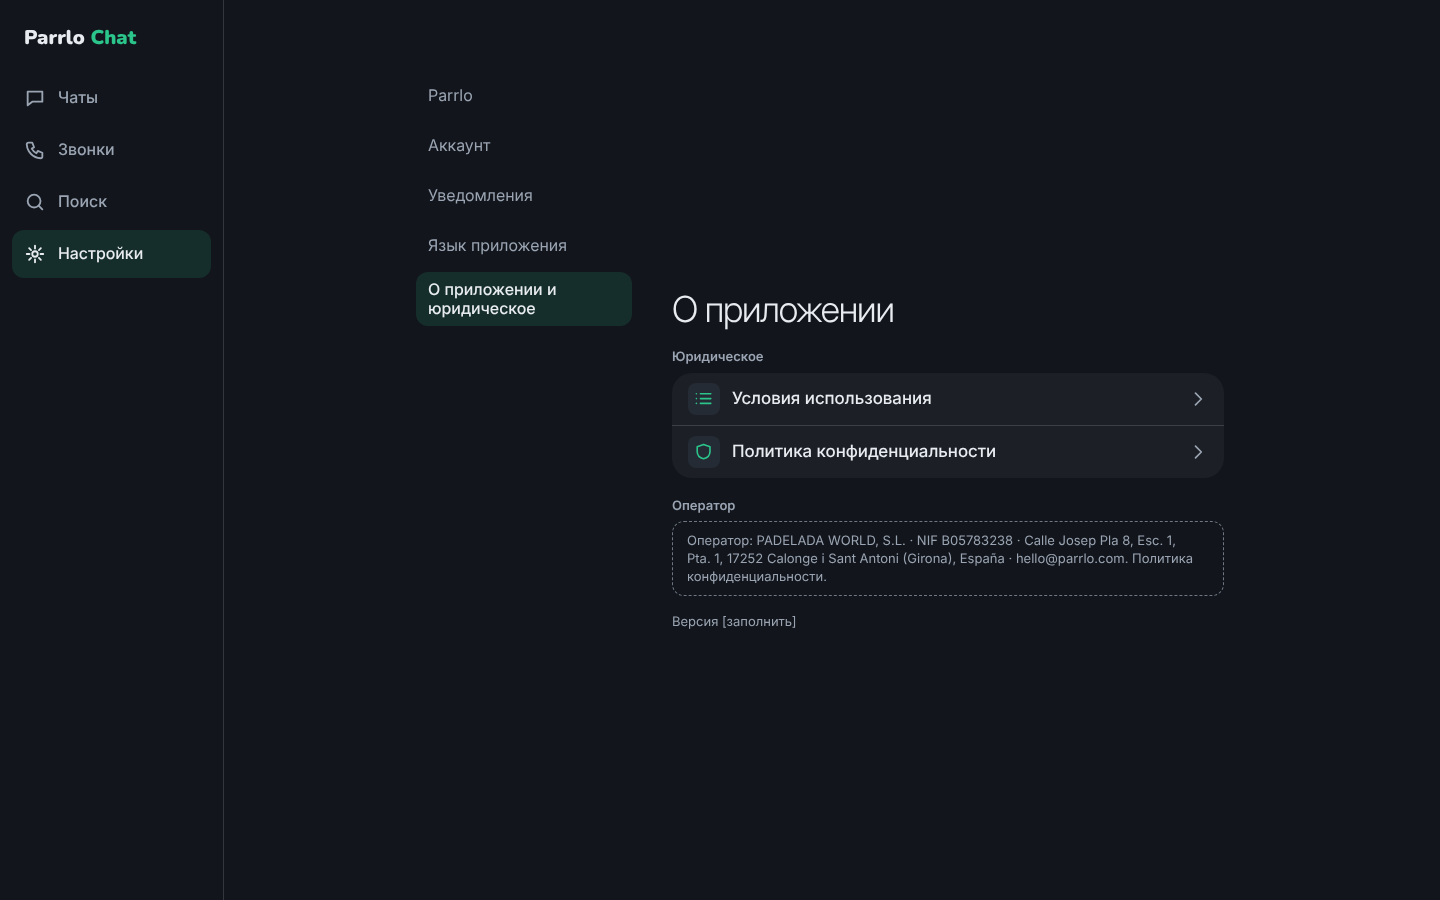 Parrlo Chat
Чаты
Звонки
Поиск
Настройки
Parrlo
Аккаунт
Уведомления
Язык приложения
О приложении и
юридическое
О приложении
Юридическое
Условия использования
Политика конфиденциальности
Оператор
Оператор: PADELADA WORLD, S.L. · NIF B05783238 · Calle Josep Pla 8, Esc. 1,
Pta. 1, 17252 Calonge i Sant Antoni (Girona), España · hello@parrlo.com. Политика
конфиденциальности.
Версия [заполнить]